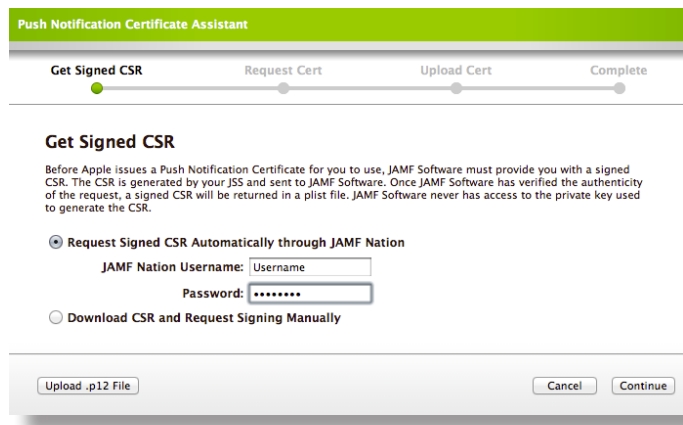 Push Notification Certificate Assistant
Get Signed CSR Request Cert Upload Cert Complete
Get Signed CSR
Before Apple issues a Push Notification Certificate for you to use, JAMF Software must provide you with a signed
CSR. The CSR is generated by your JSS and sent to JAMF Software. Once JAMF Software has verified the authenticity
of the request, a signed CSR will be returned in a plist file. JAMF Software never has access to the private key used
to generate the CSR.
Request Signed CSR Automatically through JAMF Nation
JAMF Nation Username: Username
Password: ••••••••
Download CSR and Request Signing Manually
Upload .p12 File Cancel Continue